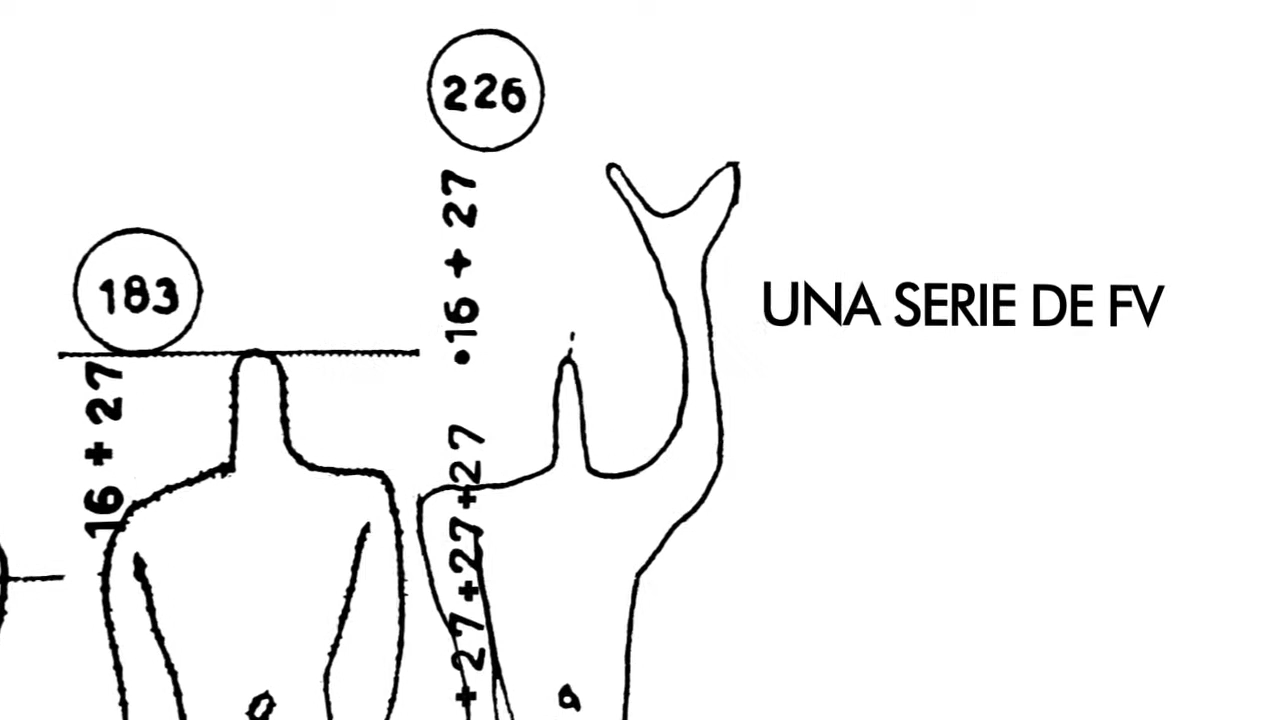 226
183
16 + 27
16 + 27
+ 27 + 27 + 27
UNA SERIE DE FV